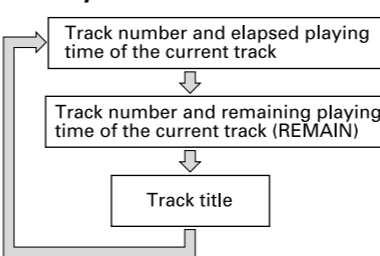 Track number and elapsed playing
time of the current track
Track number and remaining playing
time of the current track (REMAIN)
Track title